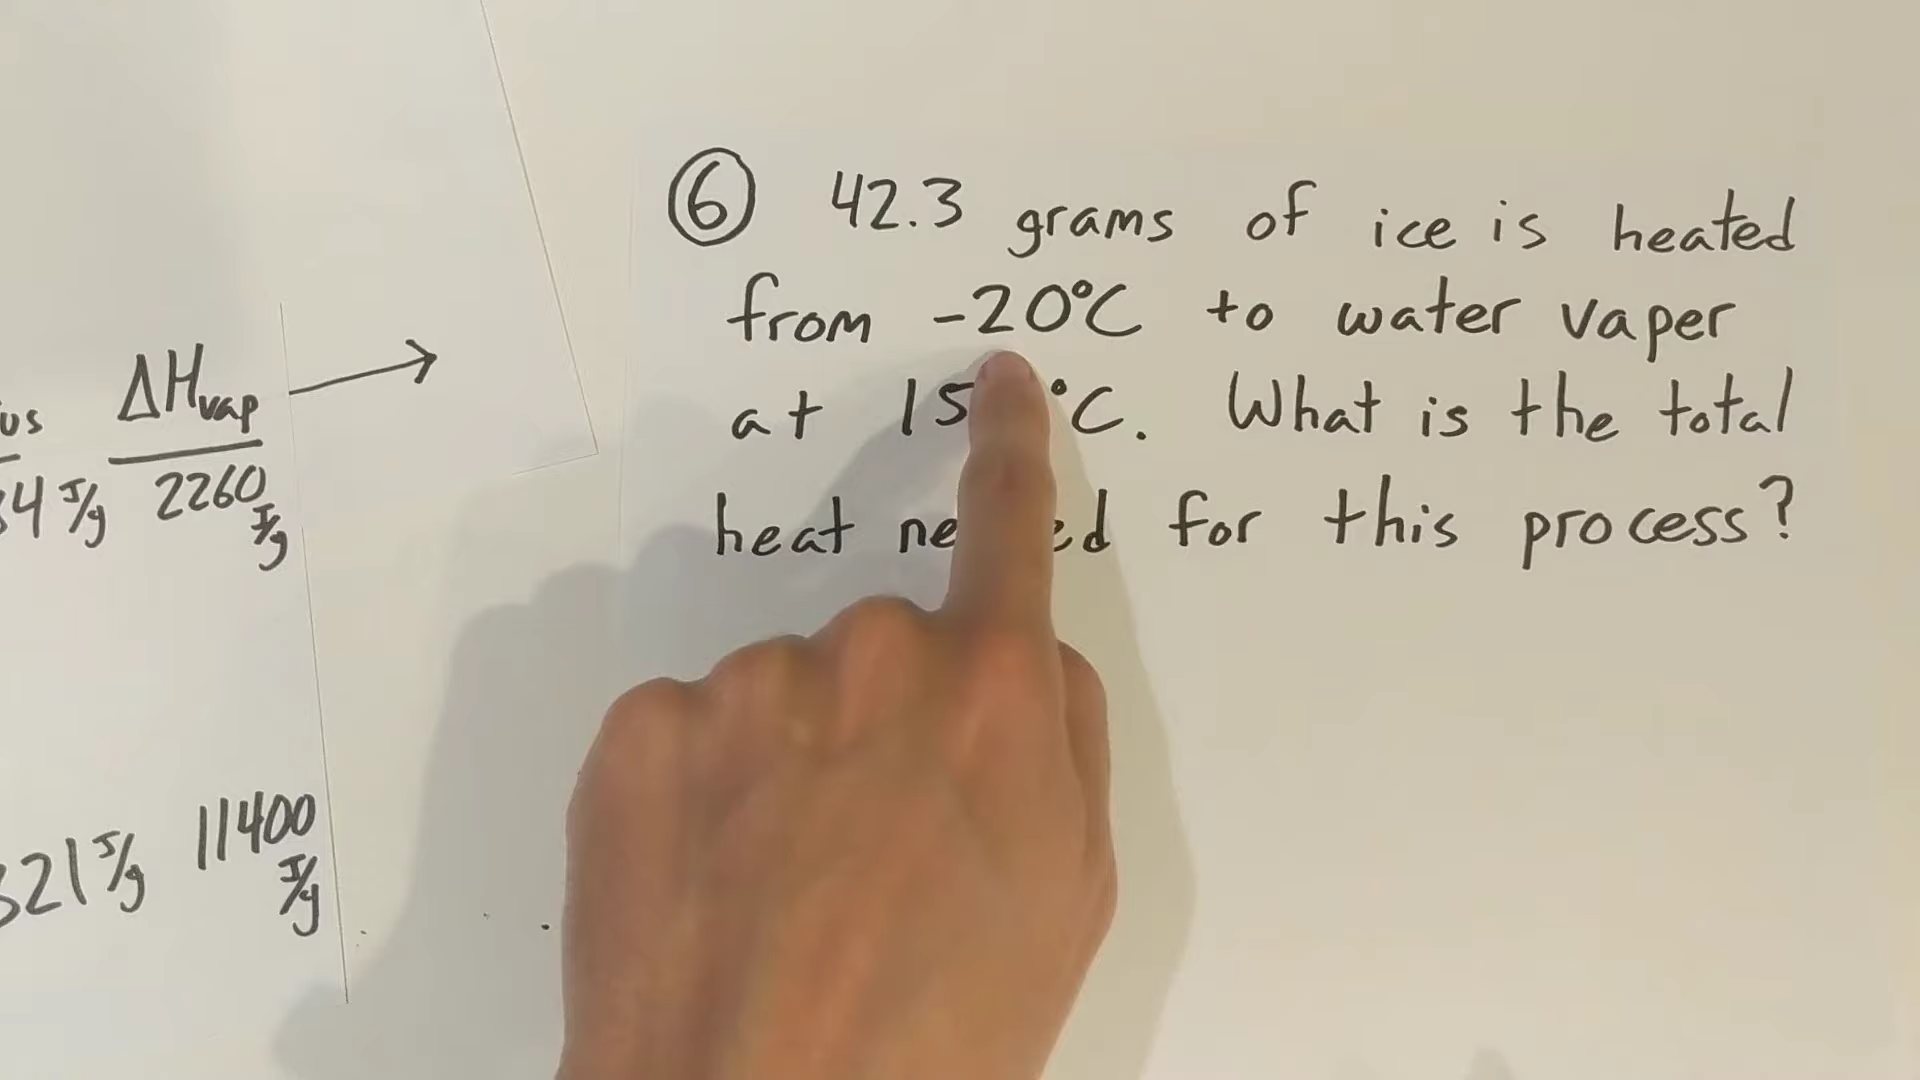 ⑥ 42.3 grams of ice is heated
from -20°C to water vaper
at 15 °C. What is the total
heat ne ed for this process?
us ΔHvap →
4 J/g 2260 J/g
321 J/g 11400 J/g